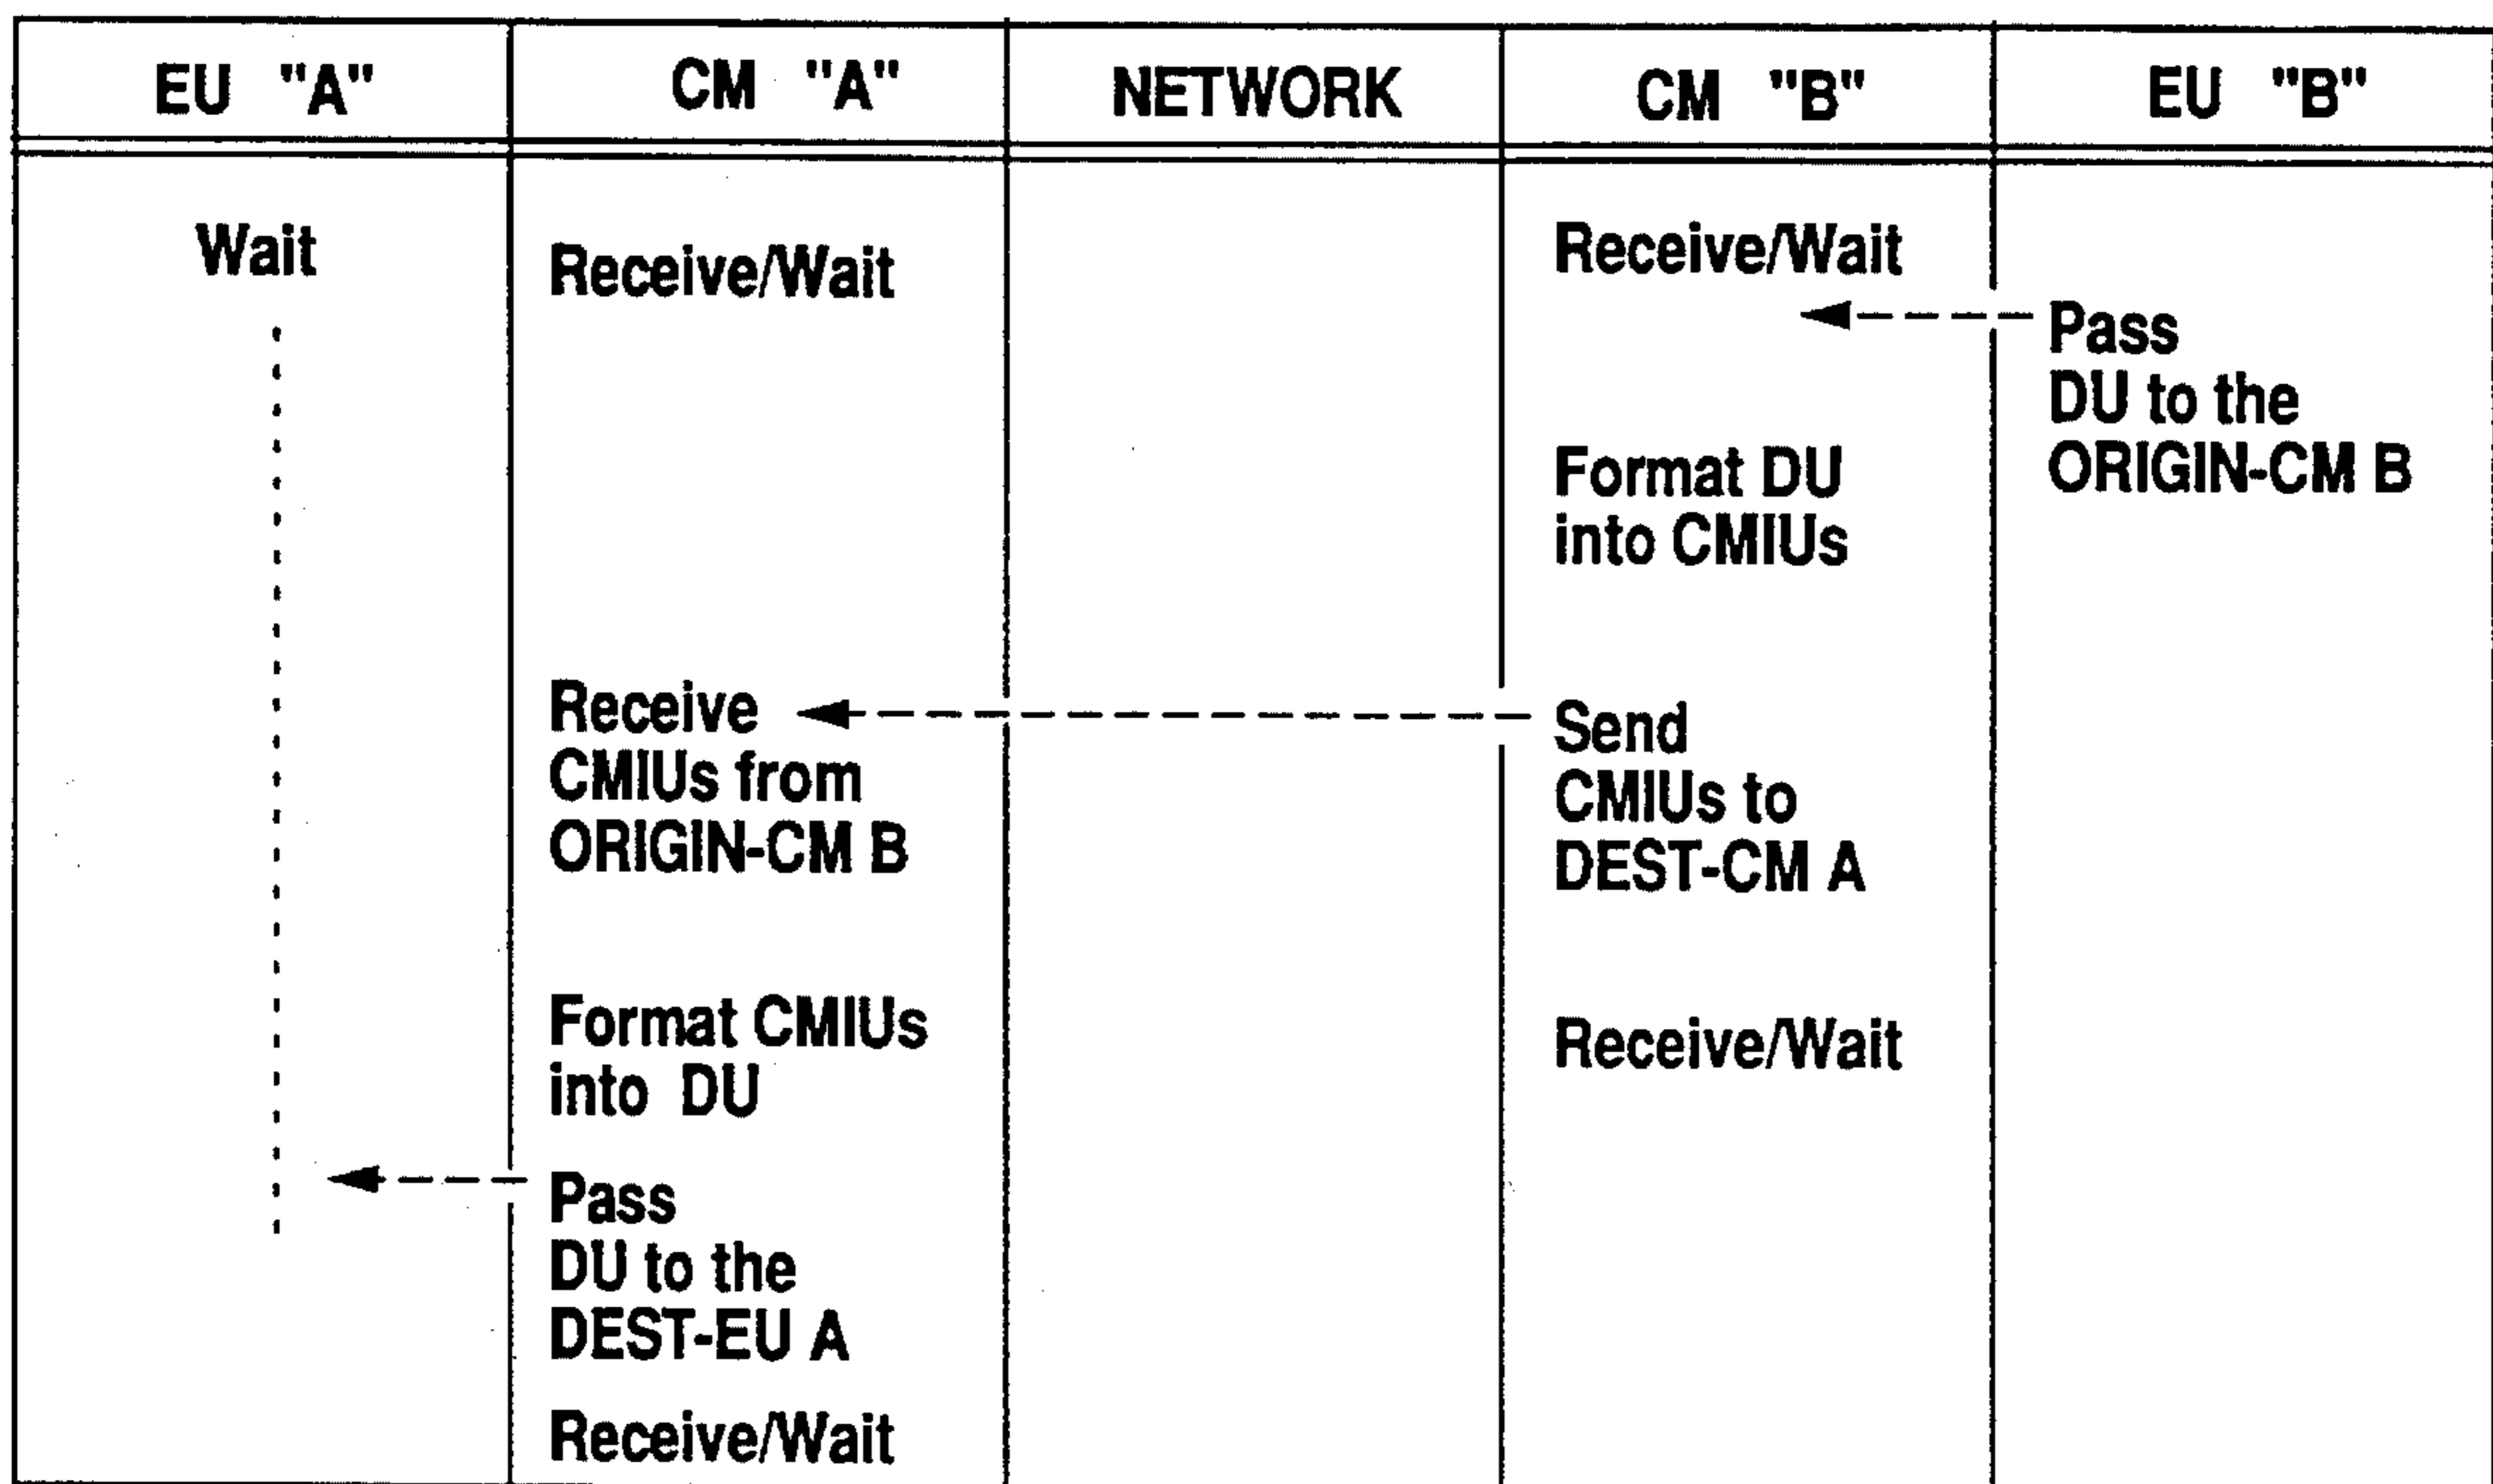 EU "A"
CM "A"
NETWORK
CM "B"
EU "B"
Wait
Receive/Wait
Receive/Wait
Pass
DU to the
ORIGIN-CM B
Format DU
into CMIUs
Receive
CMIUs from
ORIGIN-CM B
Send
CMIUs to
DEST-CM A
Format CMIUs
into DU
Receive/Wait
Pass
DU to the
DEST-EU A
Receive/Wait